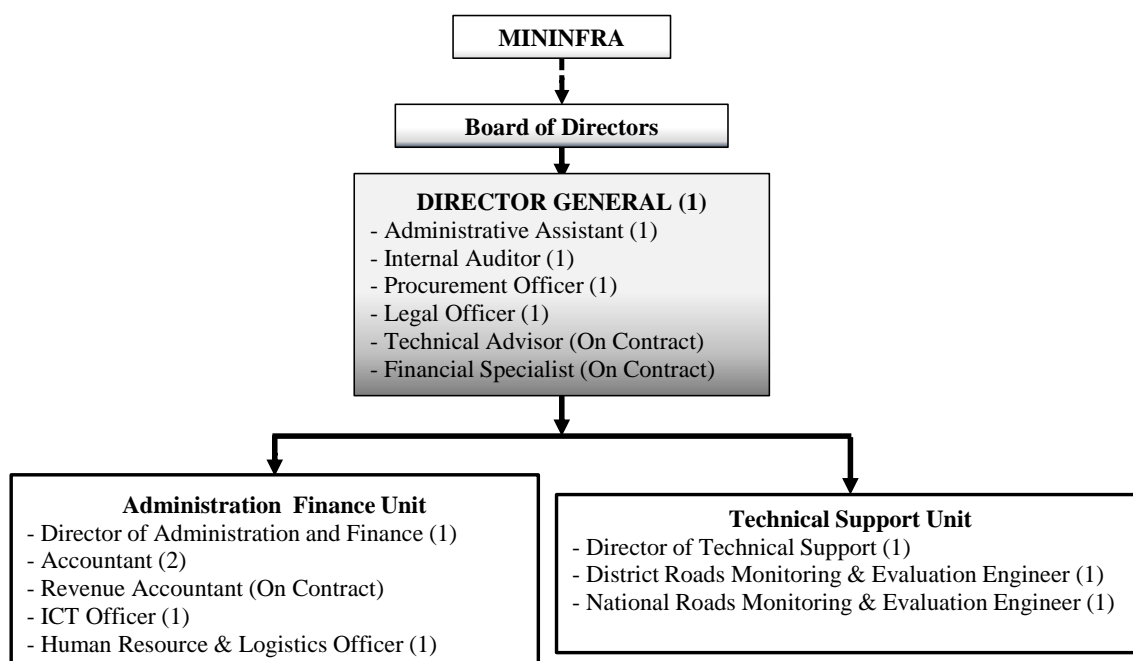 MININFRA
Board of Directors
DIRECTOR GENERAL (1)
- Administrative Assistant (1)
- Internal Auditor (1)
- Procurement Officer (1)
- Legal Officer (1)
- Technical Advisor (On Contract)
- Financial Specialist (On Contract)
Administration Finance Unit
- Director of Administration and Finance (1)
- Accountant (2)
- Revenue Accountant (On Contract)
- ICT Officer (1)
- Human Resource & Logistics Officer (1)
Technical Support Unit
- Director of Technical Support (1)
- District Roads Monitoring & Evaluation Engineer (1)
- National Roads Monitoring & Evaluation Engineer (1)